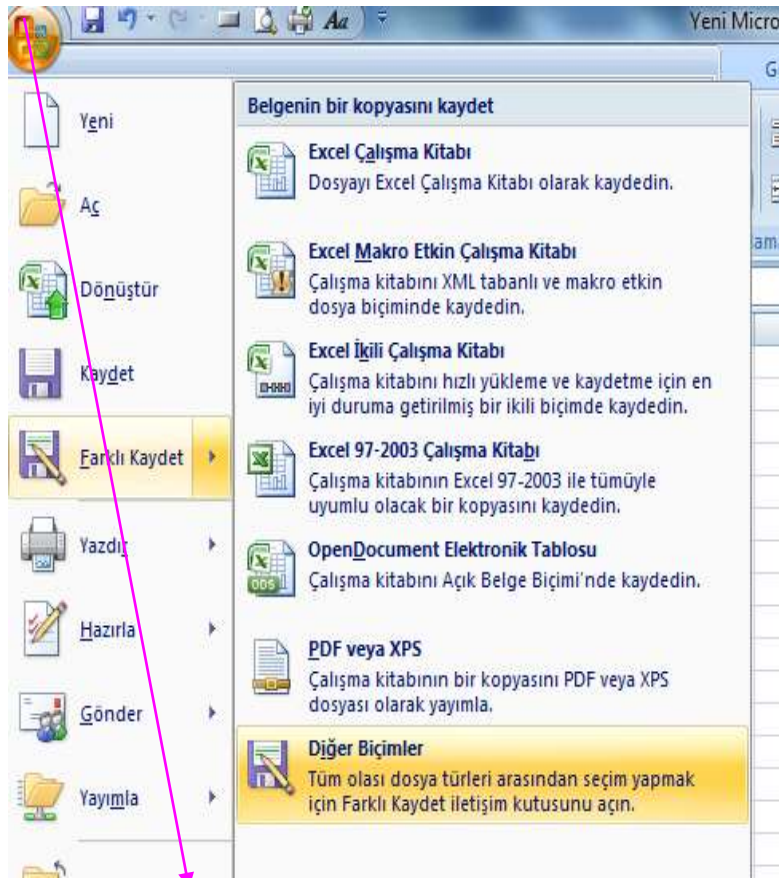 Aa
Yeni Micro
G
Yeni
Aç
Dönüştür
Kaydet
Farklı Kaydet
Yazdır
Hazırla
Gönder
Yayımla
Belgenin bir kopyasını kaydet
Excel Çalışma Kitabı
Dosyayı Excel Çalışma Kitabı olarak kaydedin.
Excel Makro Etkin Çalışma Kitabı
Çalışma kitabını XML tabanlı ve makro etkin
dosya biçiminde kaydedin.
Excel İkili Çalışma Kitabı
Çalışma kitabını hızlı yükleme ve kaydetme için en
iyi duruma getirilmiş bir ikili biçimde kaydedin.
Excel 97-2003 Çalışma Kitabı
Çalışma kitabının Excel 97-2003 ile tümüyle
uyumlu olacak bir kopyasını kaydedin.
OpenDocument Elektronik Tablosu
Çalışma kitabını Açık Belge Biçimi'nde kaydedin.
PDF veya XPS
Çalışma kitabının bir kopyasını PDF veya XPS
dosyası olarak yayımla.
Diğer Biçimler
Tüm olası dosya türleri arasından seçim yapmak
için Farklı Kaydet iletişim kutusunu açın.
ODS